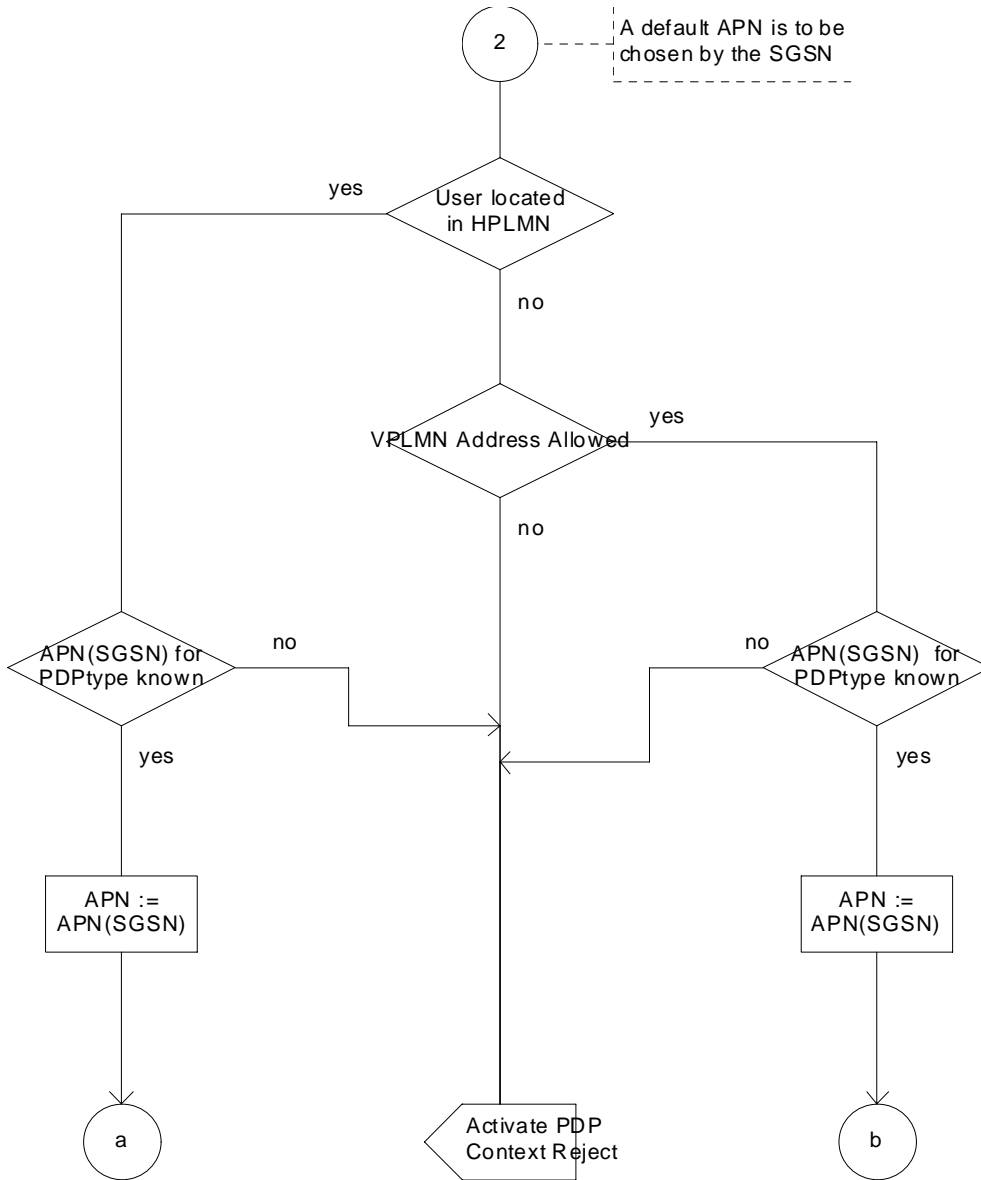 2
A default APN is to be
chosen by the SGSN
yes
User located
in HPLMN
no
VPLMN Address Allowed
yes
no
APN(SGSN) for
PDPtype known
no
no
APN(SGSN) for
PDPtype known
yes
yes
APN :=
APN(SGSN)
APN :=
APN(SGSN)
a
Activate PDP
Context Reject
b